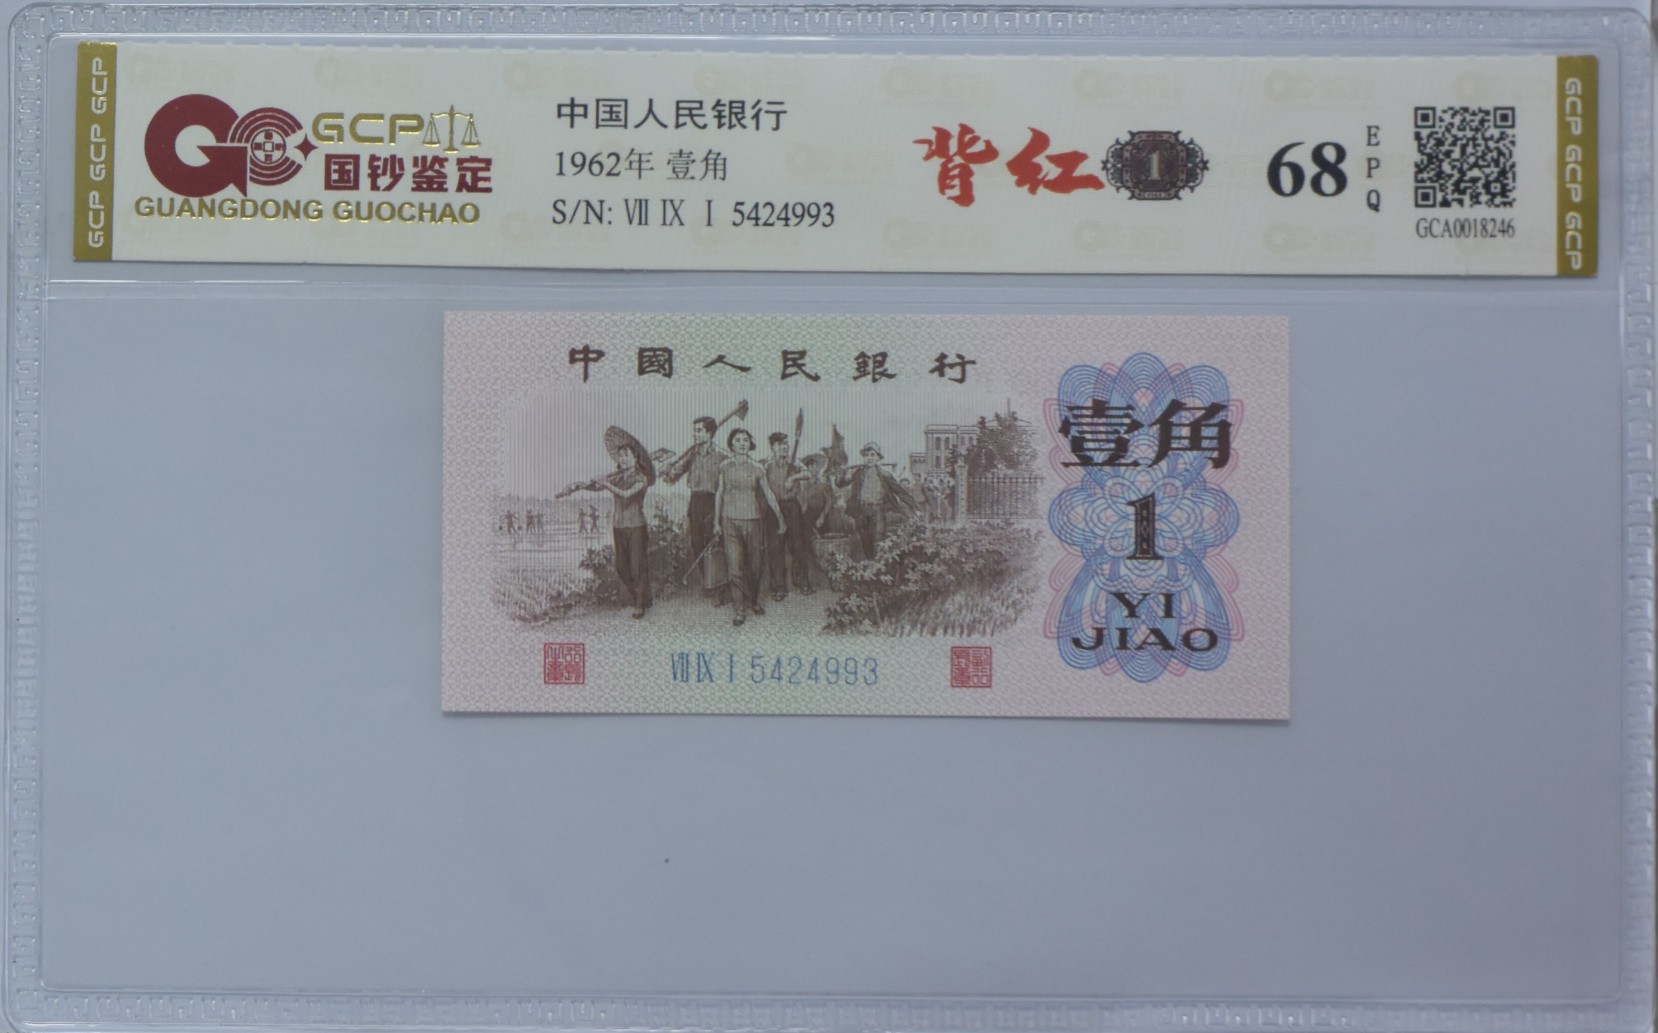 GCP GCP GCP
GCP
国钞鉴定
GUANGDONG GUOCHAO
中国人民银行
1962年 壹角
S/N: Ⅶ Ⅸ Ⅰ 5424993
背红
1
68
EPQ
GCA0018246
GCP GCP GCP
中國人民銀行
壹角
1
YI
JIAO
Ⅶ Ⅸ Ⅰ 5424993